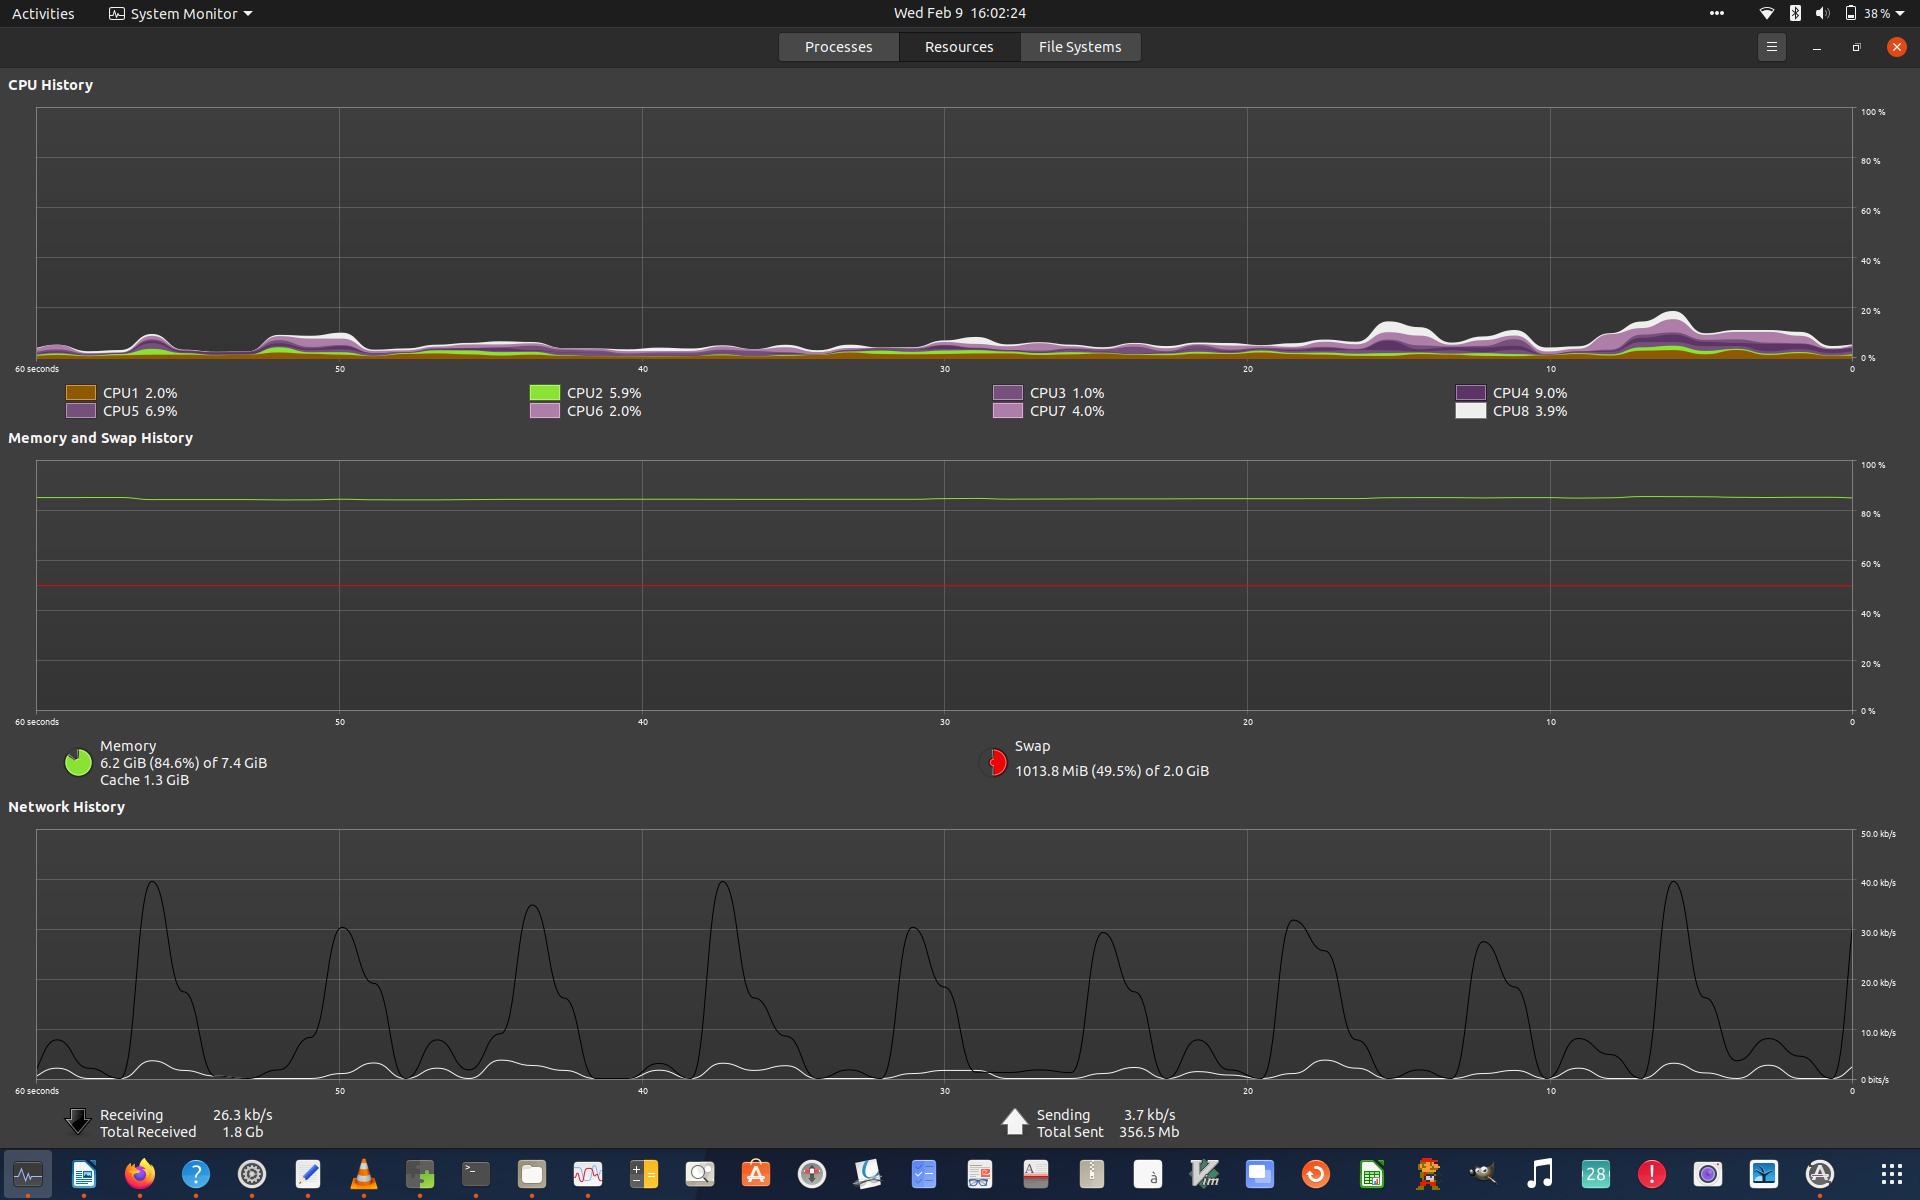 Activities
System Monitor
Wed Feb 9 16:02:24
38 %
Processes
Resources
File Systems
CPU History
100 %
80 %
60 %
40 %
20 %
0 %
60 seconds 50 40 30 20 10 0
CPU1 2.0% CPU2 5.9% CPU3 1.0% CPU4 9.0%
CPU5 6.9% CPU6 2.0% CPU7 4.0% CPU8 3.9%
Memory and Swap History
100 %
80 %
60 %
40 %
20 %
0 %
60 seconds 50 40 30 20 10 0
Memory
6.2 GiB (84.6%) of 7.4 GiB
Cache 1.3 GiB
Swap
1013.8 MiB (49.5%) of 2.0 GiB
Network History
50.0 kb/s
40.0 kb/s
30.0 kb/s
20.0 kb/s
10.0 kb/s
0 bits/s
60 seconds 50 40 30 20 10 0
Receiving 26.3 kb/s
Total Received 1.8 Gb
Sending 3.7 kb/s
Total Sent 356.5 Mb
28